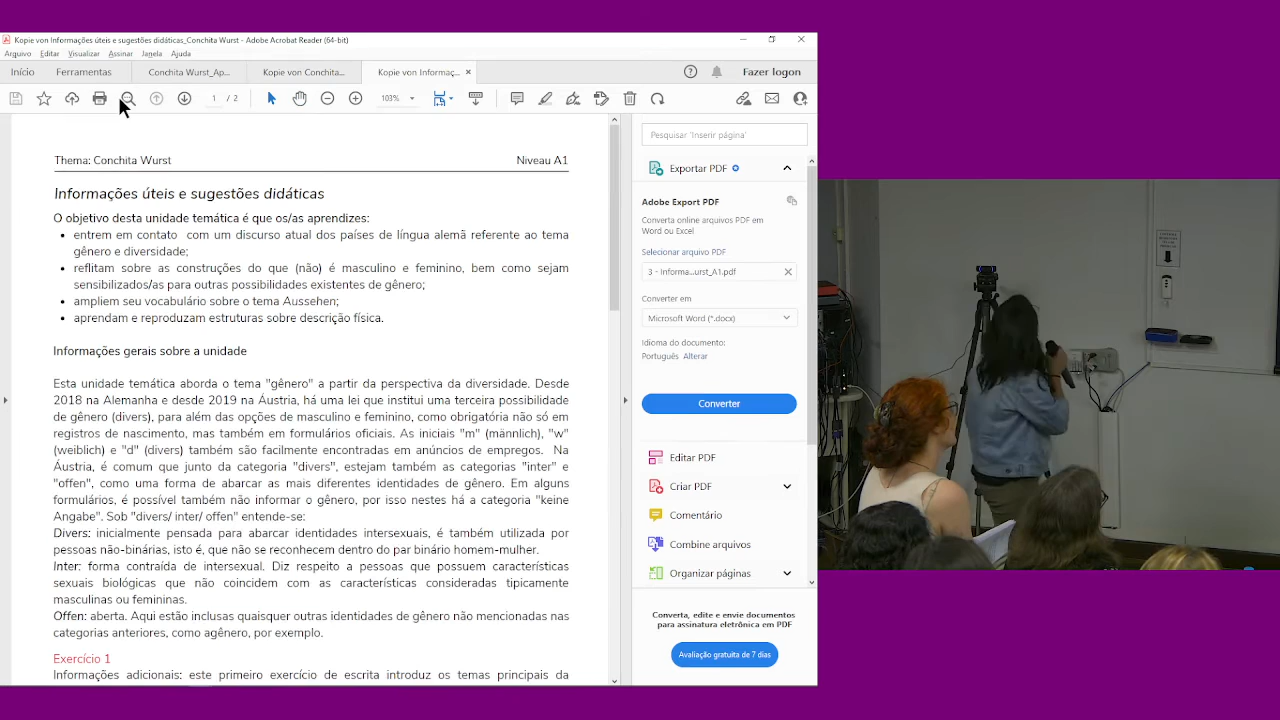 Kopie von Informações úteis e sugestões didáticas_Conchita Wurst - Adobe Acrobat Reader (64-bit)
Arquivo Editar Visualizar Assinar Janela Ajuda
Início Ferramentas Conchita Wurst_Ap... Kopie von Conchita... Kopie von Informaç... Fazer logon
1 / 2 103%
Thema: Conchita Wurst Niveau A1
Informações úteis e sugestões didáticas
O objetivo desta unidade temática é que os/as aprendizes:
• entrem em contato com um discurso atual dos países de língua alemã referente ao tema
gênero e diversidade;
• reflitam sobre as construções do que (não) é masculino e feminino, bem como sejam
sensibilizados/as para outras possibilidades existentes de gênero;
• ampliem seu vocabulário sobre o tema Aussehen;
• aprendam e reproduzam estruturas sobre descrição física.
Informações gerais sobre a unidade
Esta unidade temática aborda o tema "gênero" a partir da perspectiva da diversidade. Desde
2018 na Alemanha e desde 2019 na Áustria, há uma lei que institui uma terceira possibilidade
de gênero (divers), para além das opções de masculino e feminino, como obrigatória não só em
registros de nascimento, mas também em formulários oficiais. As iniciais "m" (männlich), "w"
(weiblich) e "d" (divers) também são facilmente encontradas em anúncios de empregos. Na
Áustria, é comum que junto da categoria "divers", estejam também as categorias "inter" e
"offen", como uma forma de abarcar as mais diferentes identidades de gênero. Em alguns
formulários, é possível também não informar o gênero, por isso nestes há a categoria "keine
Angabe". Sob "divers/ inter/ offen" entende-se:
Divers: inicialmente pensada para abarcar identidades intersexuais, é também utilizada por
pessoas não-binárias, isto é, que não se reconhecem dentro do par binário homem-mulher.
Inter: forma contraída de intersexual. Diz respeito a pessoas que possuem características
sexuais biológicas que não coincidem com as características consideradas tipicamente
masculinas ou femininas.
Offen: aberta. Aqui estão inclusas quaisquer outras identidades de gênero não mencionadas nas
categorias anteriores, como agênero, por exemplo.
Exercício 1
Informações adicionais: este primeiro exercício de escrita introduz os temas principais da
Pesquisar 'Inserir página'
Exportar PDF
Adobe Export PDF
Converta online arquivos PDF em
Word ou Excel
Selecionar arquivo PDF
3 - Informa...urst_A1.pdf
Converter em
Microsoft Word (*.docx)
Idioma do documento:
Português Alterar
Converter
Editar PDF
Criar PDF
Comentário
Combine arquivos
Organizar páginas
Converta, edite e envie documentos
para assinatura eletrônica em PDF
Avaliação gratuita de 7 dias